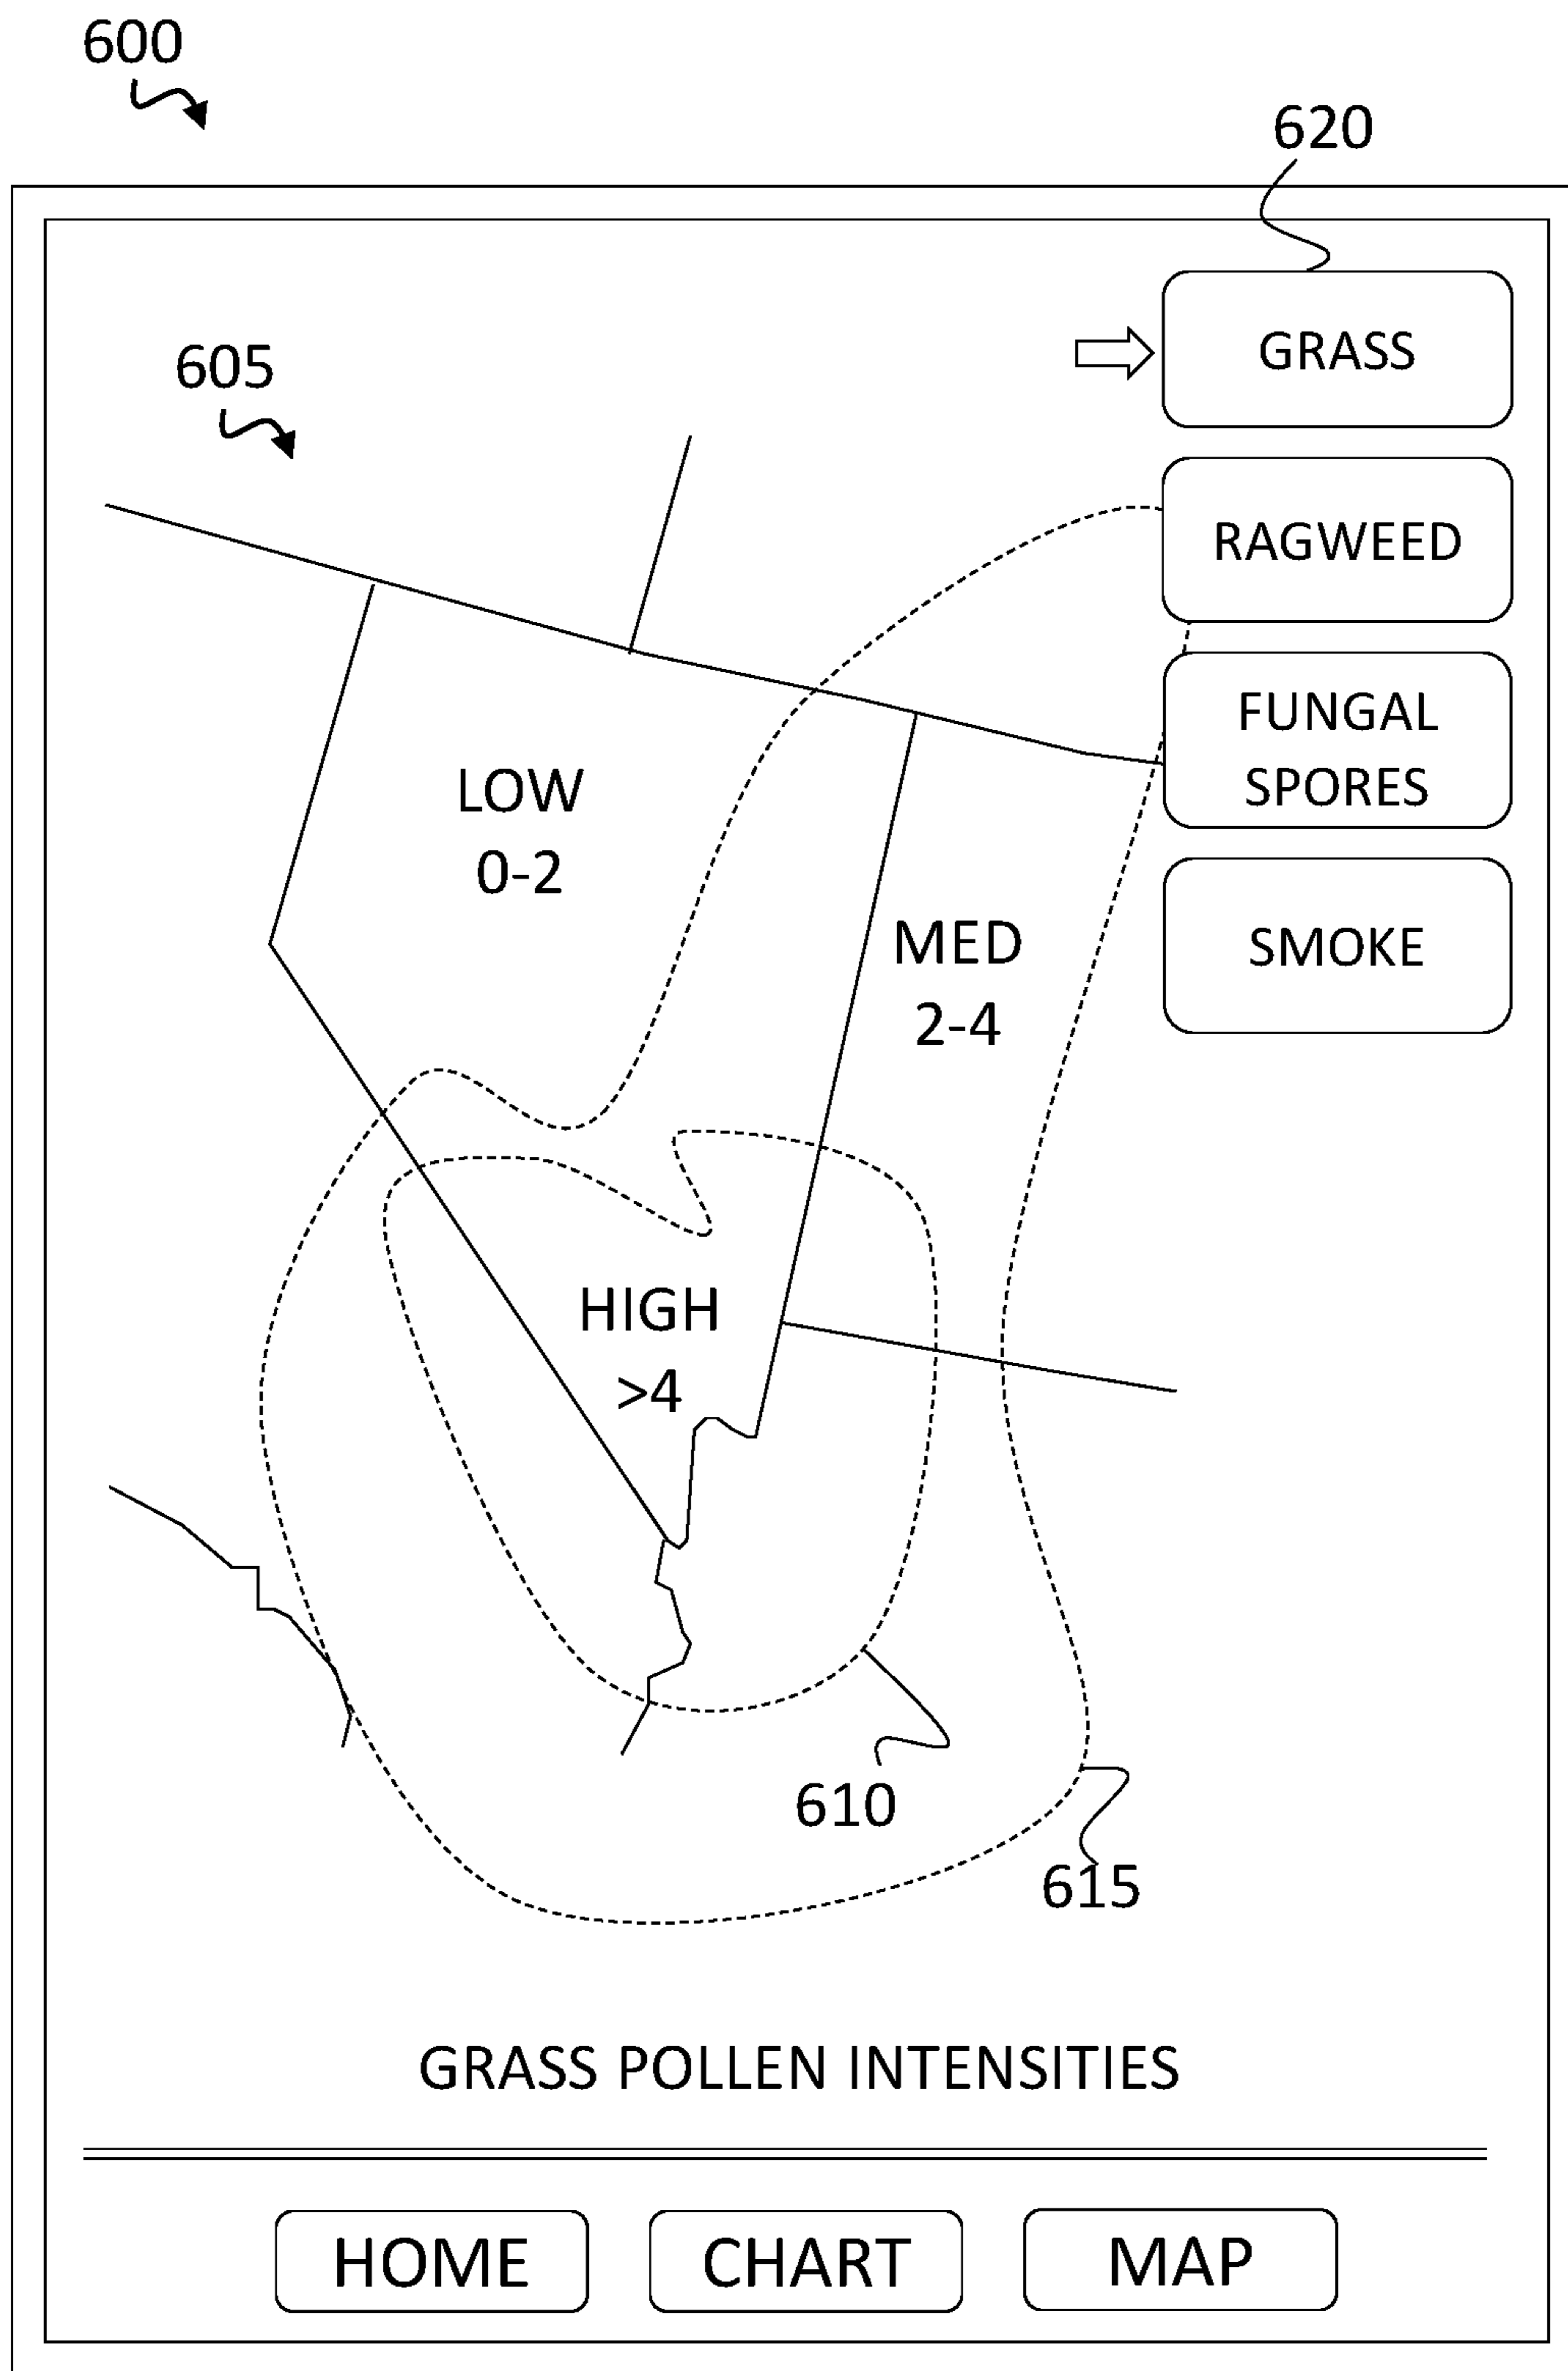 600
620
GRASS
605
RAGWEED
FUNGAL
SPORES
LOW
0-2
MED
2-4
SMOKE
HIGH
>4
610
615
GRASS POLLEN INTENSITIES
HOME
CHART
MAP